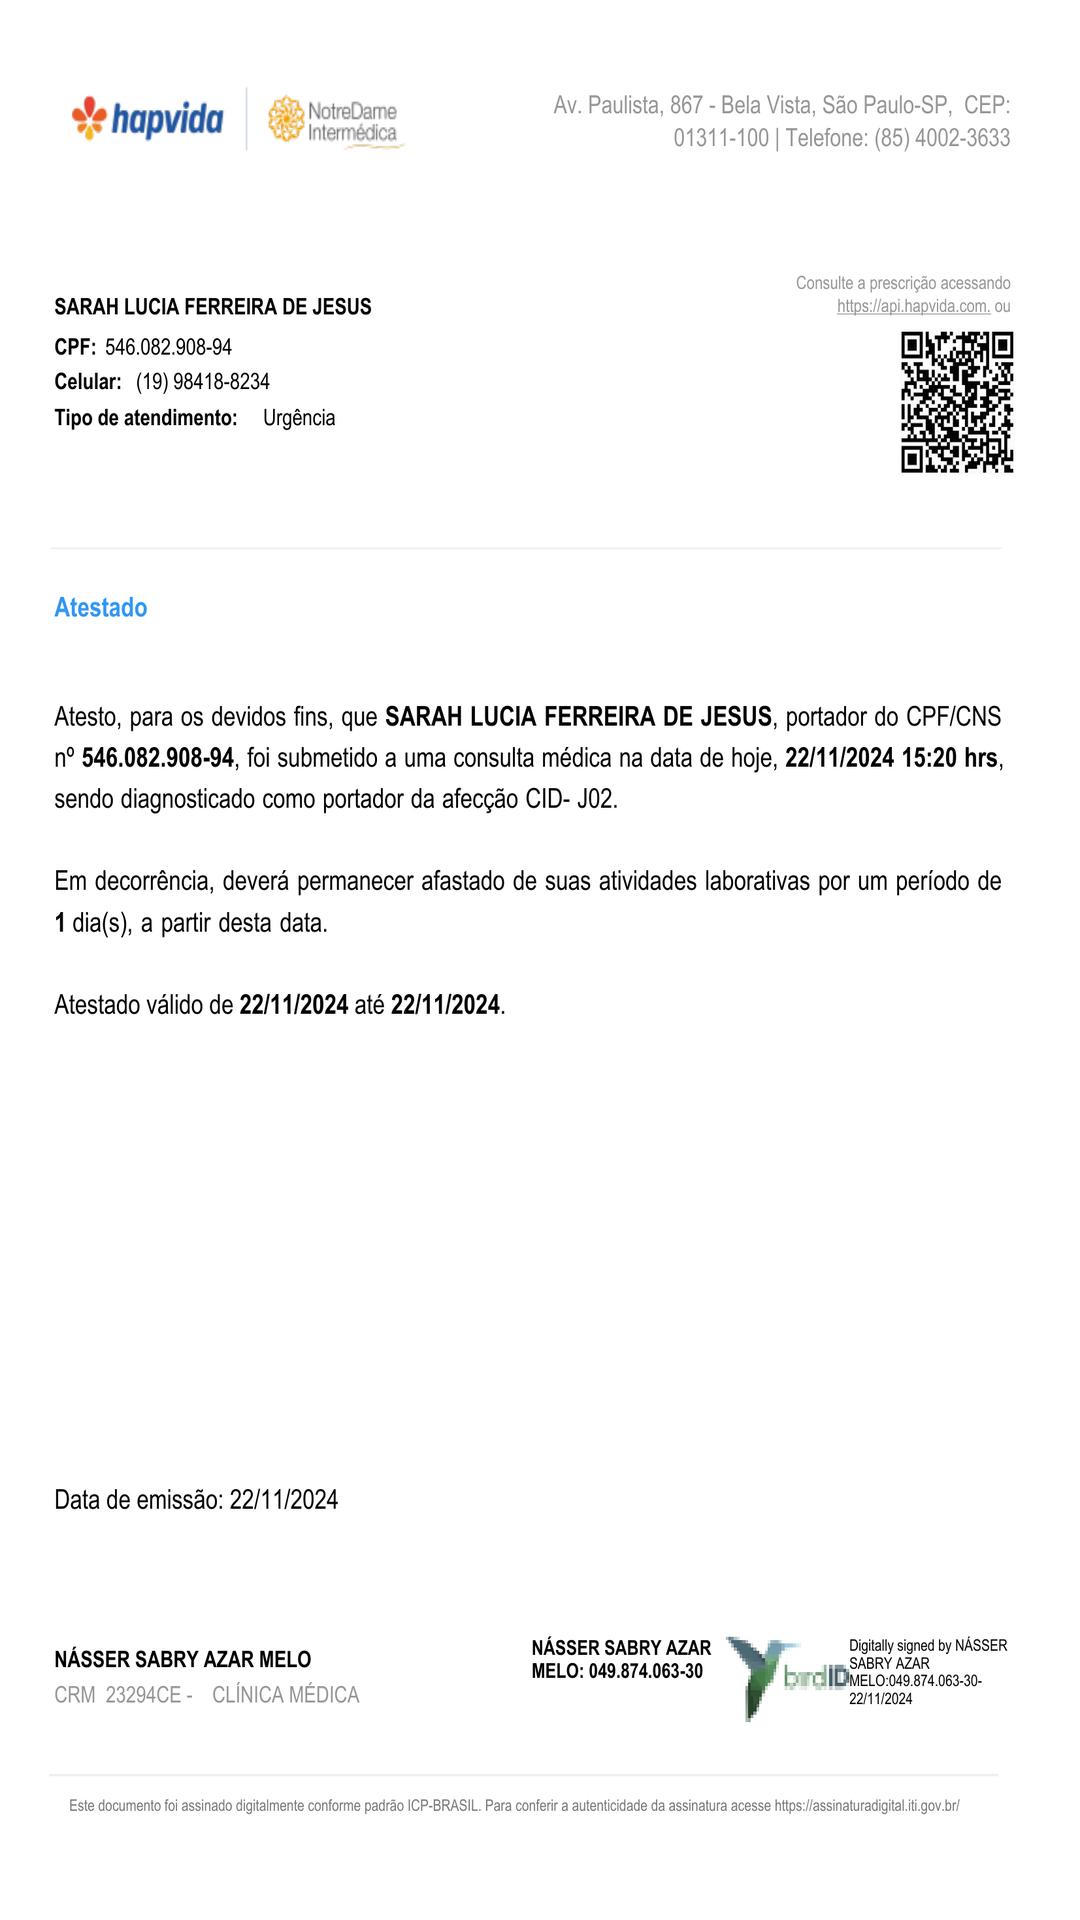 hapvida
NotreDame
Intermédica
Av. Paulista, 867 - Bela Vista, São Paulo-SP, CEP:
01311-100 | Telefone: (85) 4002-3633
Consulte a prescrição acessando
https://api.hapvida.com. ou
SARAH LUCIA FERREIRA DE JESUS
CPF: 546.082.908-94
Celular: (19) 98418-8234
Tipo de atendimento: Urgência
Atestado
Atesto, para os devidos fins, que SARAH LUCIA FERREIRA DE JESUS, portador do CPF/CNS
nº 546.082.908-94, foi submetido a uma consulta médica na data de hoje, 22/11/2024 15:20 hrs,
sendo diagnosticado como portador da afecção CID- J02.
Em decorrência, deverá permanecer afastado de suas atividades laborativas por um período de
1 dia(s), a partir desta data.
Atestado válido de 22/11/2024 até 22/11/2024.
Data de emissão: 22/11/2024
NÁSSER SABRY AZAR MELO
CRM 23294CE - CLÍNICA MÉDICA
NÁSSER SABRY AZAR
MELO: 049.874.063-30
birdID
Digitally signed by NÁSSER
SABRY AZAR
MELO:049.874.063-30-
22/11/2024
Este documento foi assinado digitalmente conforme padrão ICP-BRASIL. Para conferir a autenticidade da assinatura acesse https://assinaturadigital.iti.gov.br/